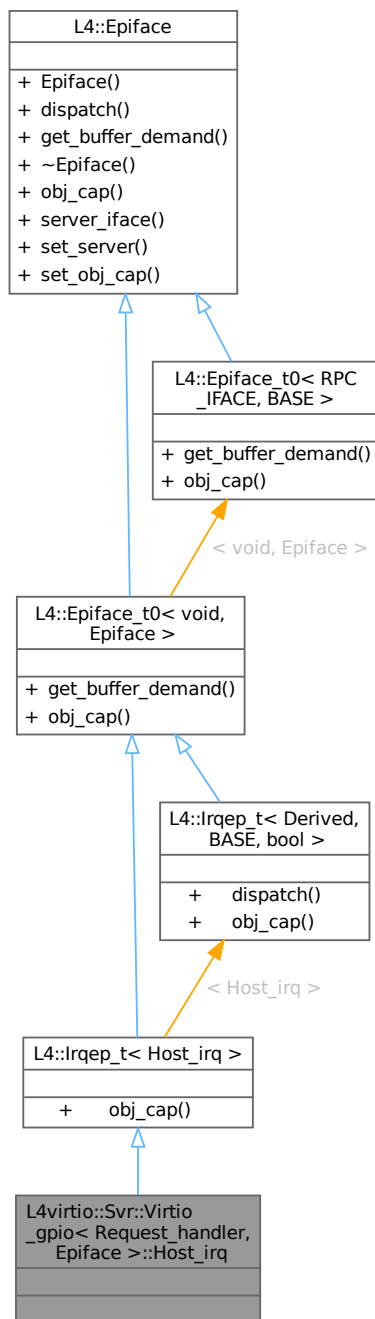 L4::Epiface
+ Epiface()
+ dispatch()
+ get_buffer_demand()
+ ~Epiface()
+ obj_cap()
+ server_iface()
+ set_server()
+ set_obj_cap()
L4::Epiface_t0< RPC
_IFACE, BASE >
+ get_buffer_demand()
+ obj_cap()
< void, Epiface >
L4::Epiface_t0< void,
Epiface >
+ get_buffer_demand()
+ obj_cap()
L4::Irqep_t< Derived,
BASE, bool >
+ dispatch()
+ obj_cap()
< Host_irq >
L4::Irqep_t< Host_irq >
+ obj_cap()
L4virtio::Svr::Virtio
_gpio< Request_handler,
Epiface >::Host_irq